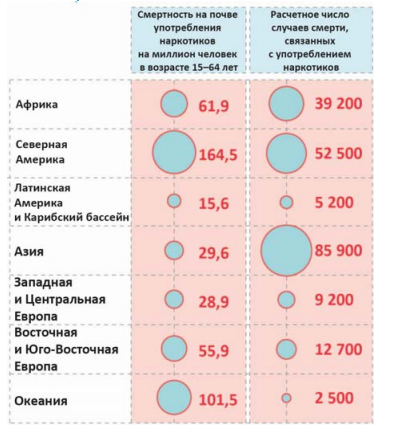 Смертность на почве
употребления
наркотиков
на миллион человек
в возрасте 15–64 лет
Расчетное число
случаев смерти,
связанных
с употреблением
наркотиков
Африка
61,9
39 200
Северная
Америка
164,5
52 500
Латинская
Америка
и Карибский бассейн
15,6
5 200
Азия
29,6
85 900
Западная
и Центральная
Европа
28,9
9 200
Восточная
и Юго-Восточная
Европа
55,9
12 700
Океания
101,5
2 500